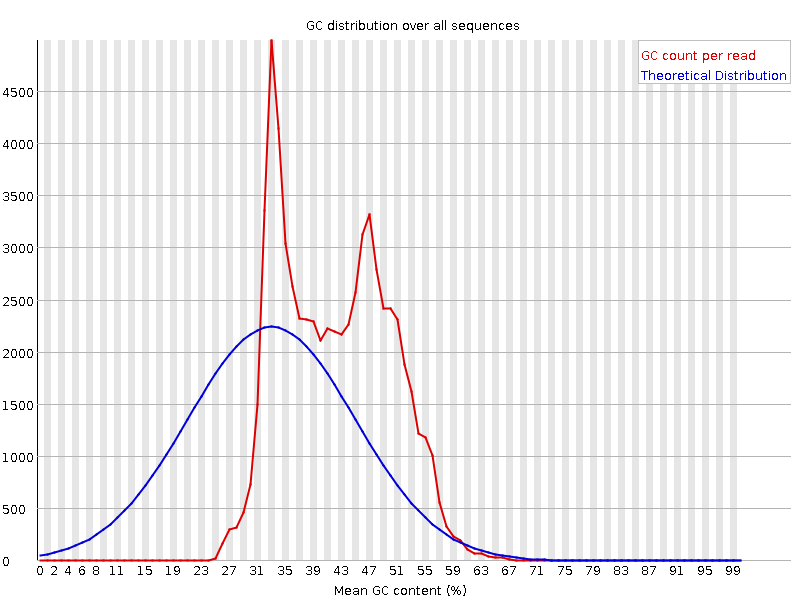 GC distribution over all sequences
GC count per read
Theoretical Distribution
4500
4000
3500
3000
2500
2000
1500
1000
500
0
0 2 4 6 8 11 15 19 23 27 31 35 39 43 47 51 55 59 63 67 71 75 79 83 87 91 95 99
Mean GC content (%)